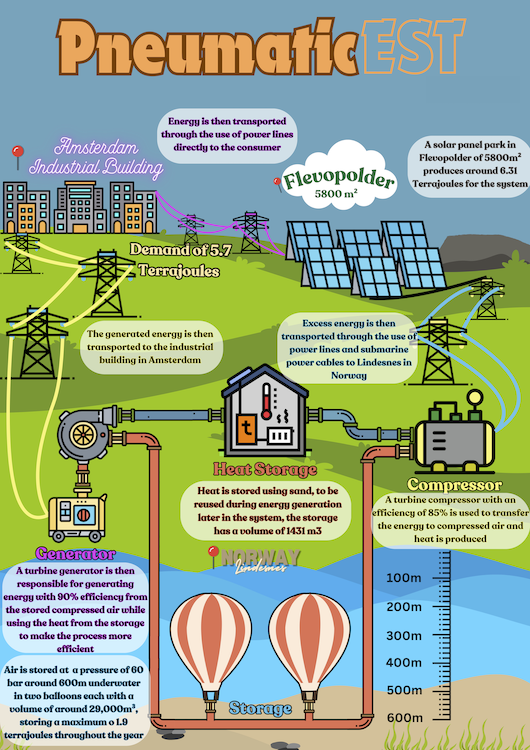 PneumaticEST
Energy is then transported
through the use of power lines
directly to the consumer
Amsterdam
Industrial Building
Flevopolder
5800 m²
A solar panel park in
Flevopolder of 5800m²
produces around 6.31
Terrajoules for the system
Demand of 5.7
Terrajoules
The generated energy is then
transported to the industrial
building in Amsterdam
Excess energy is then
transported through the use of
power lines and submarine
power cables to Lindesnes in
Norway
t
Heat Storage
Compressor
Heat is stored using sand, to be
reused during energy generation
later in the system, the storage
has a volume of 1431 m3
A turbine compressor with an
efficiency of 85% is used to transfer
the energy to compressed air and
heat is produced
Generator
NORWAY
Lindesnes
A turbine generator is then
responsible for generating
energy with 90% efficiency from
the stored compressed air while
using the heat from the storage
to make the process more
efficient
100m
200m
300m
400m
500m
600m
Air is stored at a pressure of 60
bar around 600m underwater
in two balloons each with a
volume of around 29,000m³,
storing a maximum o 1.9
terrajoules throughout the gear
Storage